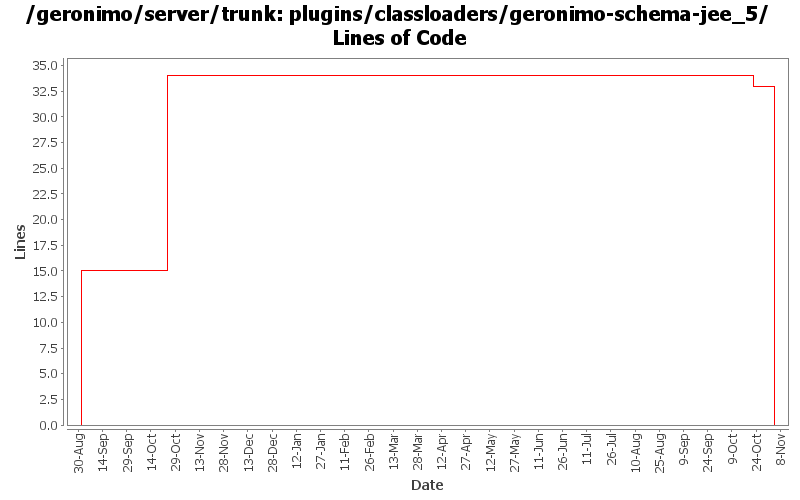 /geronimo/server/trunk: plugins/classloaders/geronimo-schema-jee_5/
Lines of Code
35.0
32.5
30.0
27.5
25.0
22.5
20.0
17.5
15.0
12.5
10.0
7.5
5.0
2.5
0.0
Lines
30-Aug
14-Sep
29-Sep
14-Oct
29-Oct
13-Nov
28-Nov
13-Dec
28-Dec
12-Jan
27-Jan
11-Feb
26-Feb
13-Mar
28-Mar
12-Apr
27-Apr
12-May
27-May
11-Jun
26-Jun
11-Jul
26-Jul
10-Aug
25-Aug
9-Sep
24-Sep
9-Oct
24-Oct
8-Nov
Date